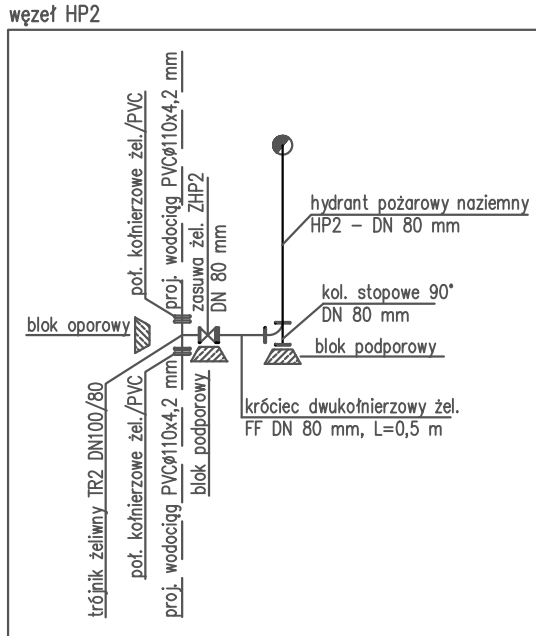 węzeł HP2
poł. kołnierzowe żel./PVC
proj. wodociąg PVCø110x4,2 mm
zasuwa żel. ZHP2
DN 80 mm
hydrant pożarowy naziemny
HP2 – DN 80 mm
kol. stopowe 90°
DN 80 mm
blok oporowy
blok podporowy
króciec dwukołnierzowy żel.
FF DN 80 mm, L=0,5 m
trójnik żeliwny TR2 DN100/80
poł. kołnierzowe żel./PVC
proj. wodociąg PVCø110x4,2 mm
blok podporowy